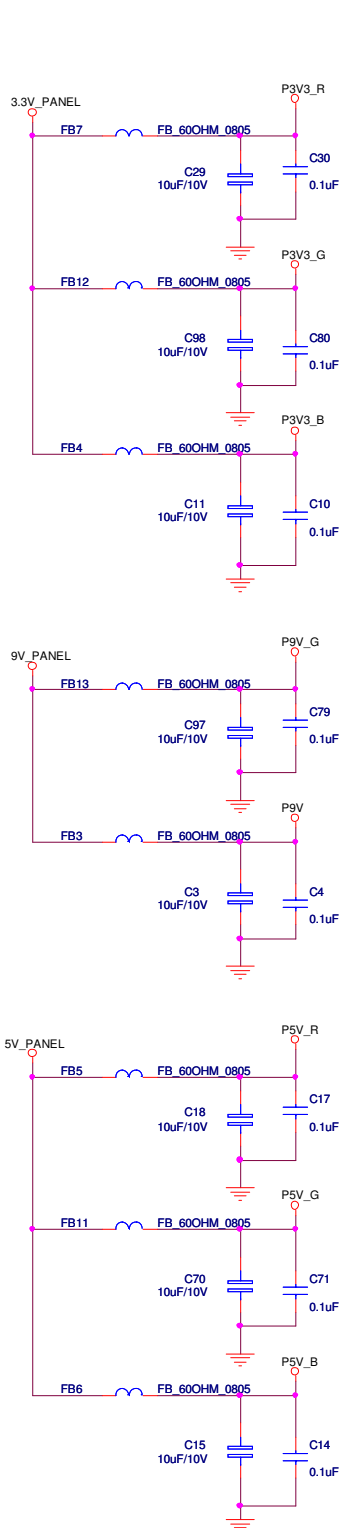 P3V3_R
3.3V_PANEL
FB7 FB_60OHM_0805
C30
C29
10uF/10V
0.1uF
P3V3_G
FB12 FB_60OHM_0805
C98 C80
10uF/10V
0.1uF
P3V3_B
FB4 FB_60OHM_0805
C11 C10
10uF/10V
0.1uF
P9V_G
9V_PANEL
FB13 FB_60OHM_0805
C79
C97
10uF/10V 0.1uF
P9V
FB3 FB_60OHM_0805
C3 C4
10uF/10V
0.1uF
P5V_R
5V_PANEL
FB5 FB_60OHM_0805
C17
C18
10uF/10V 0.1uF
P5V_G
FB11 FB_60OHM_0805
C70 C71
10uF/10V
0.1uF
P5V_B
FB6 FB_60OHM_0805
C15 C14
10uF/10V
0.1uF